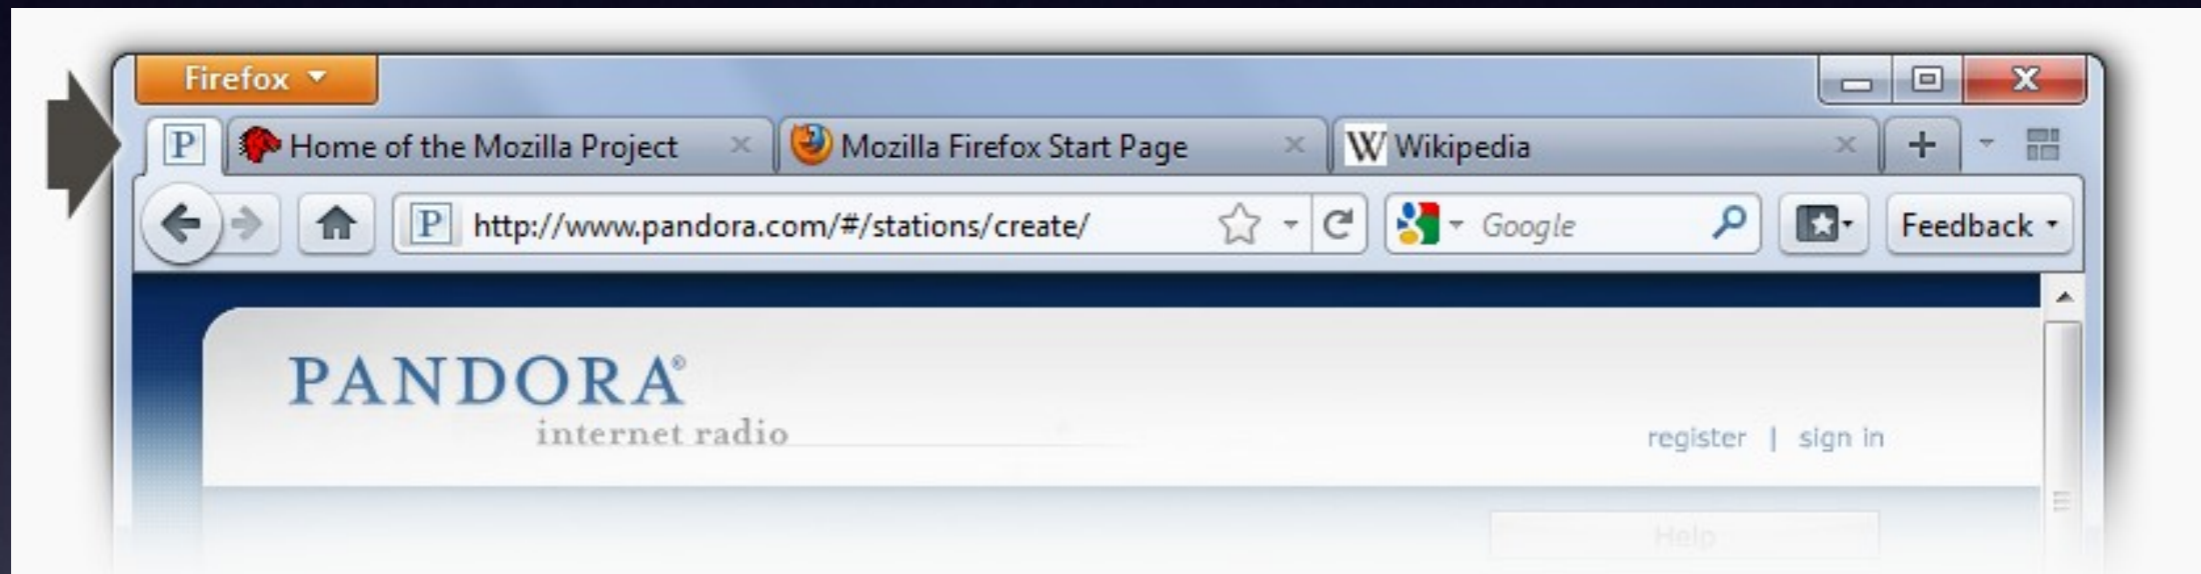 Firefox
P Home of the Mozilla Project Mozilla Firefox Start Page W Wikipedia
P http://www.pandora.com/#/stations/create/ Google Feedback
PANDORA®
internet radio
register | sign in
Help